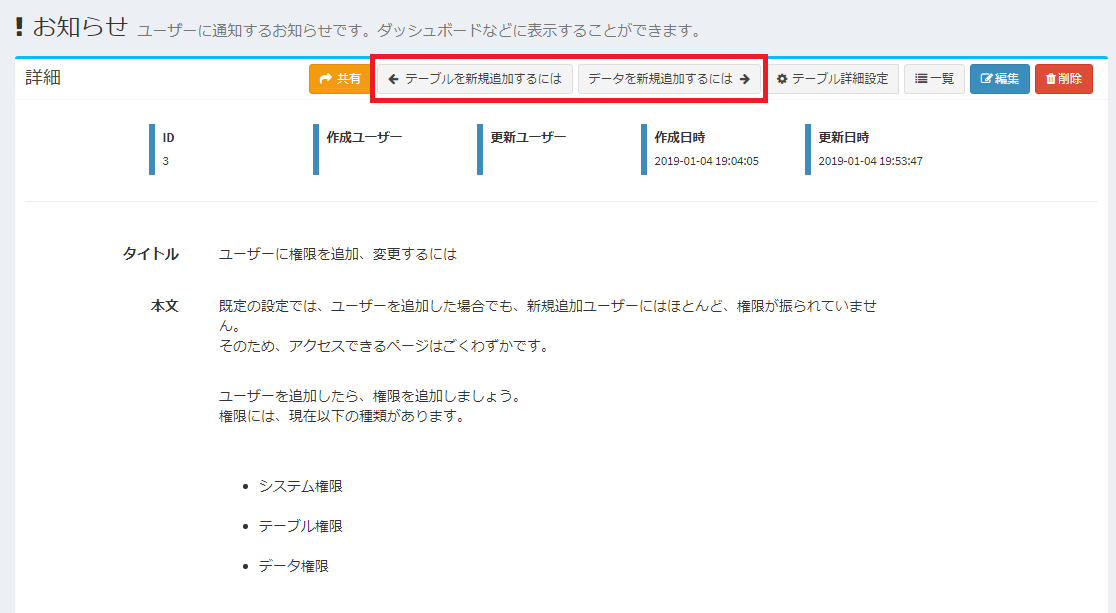 お知らせ ユーザーに通知するお知らせです。ダッシュボードなどに表示することができます。
詳細 共有 テーブルを新規追加するには データを新規追加するには テーブル詳細設定 一覧 編集 削除
ID 作成ユーザー 更新ユーザー 作成日時 更新日時
3 2019-01-04 19:04:05 2019-01-04 19:53:47
タイトル ユーザーに権限を追加、変更するには
本文 既定の設定では、ユーザーを追加した場合でも、新規追加ユーザーにはほとんど、権限が振られていませ
ん。
そのため、アクセスできるページはごくわずかです。
ユーザーを追加したら、権限を追加しましょう。
権限には、現在以下の種類があります。
• システム権限
• テーブル権限
• データ権限